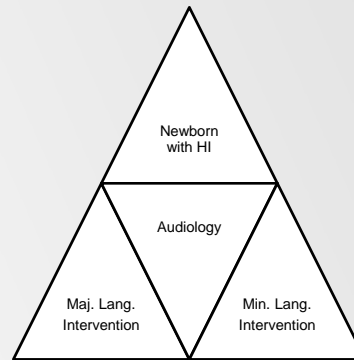 Newborn
with HI
Audiology
Maj. Lang.
Intervention
Min. Lang.
Intervention